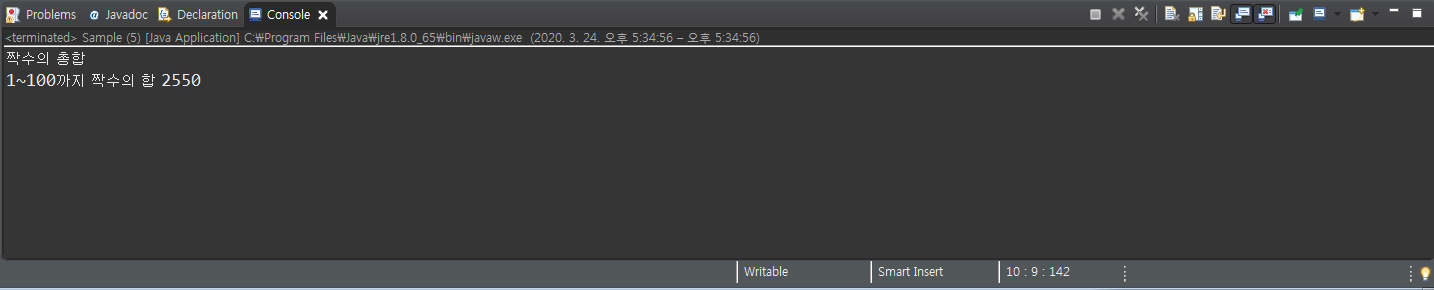 Problems @ Javadoc Declaration Console
<terminated> Sample (5) [Java Application] C:₩Program Files₩Java₩jre1.8.0_65₩bin₩javaw.exe (2020. 3. 24. 오후 5:34:56 – 오후 5:34:56)
짝수의 총합
1~100까지 짝수의 합 2550
Writable Smart Insert 10 : 9 : 142